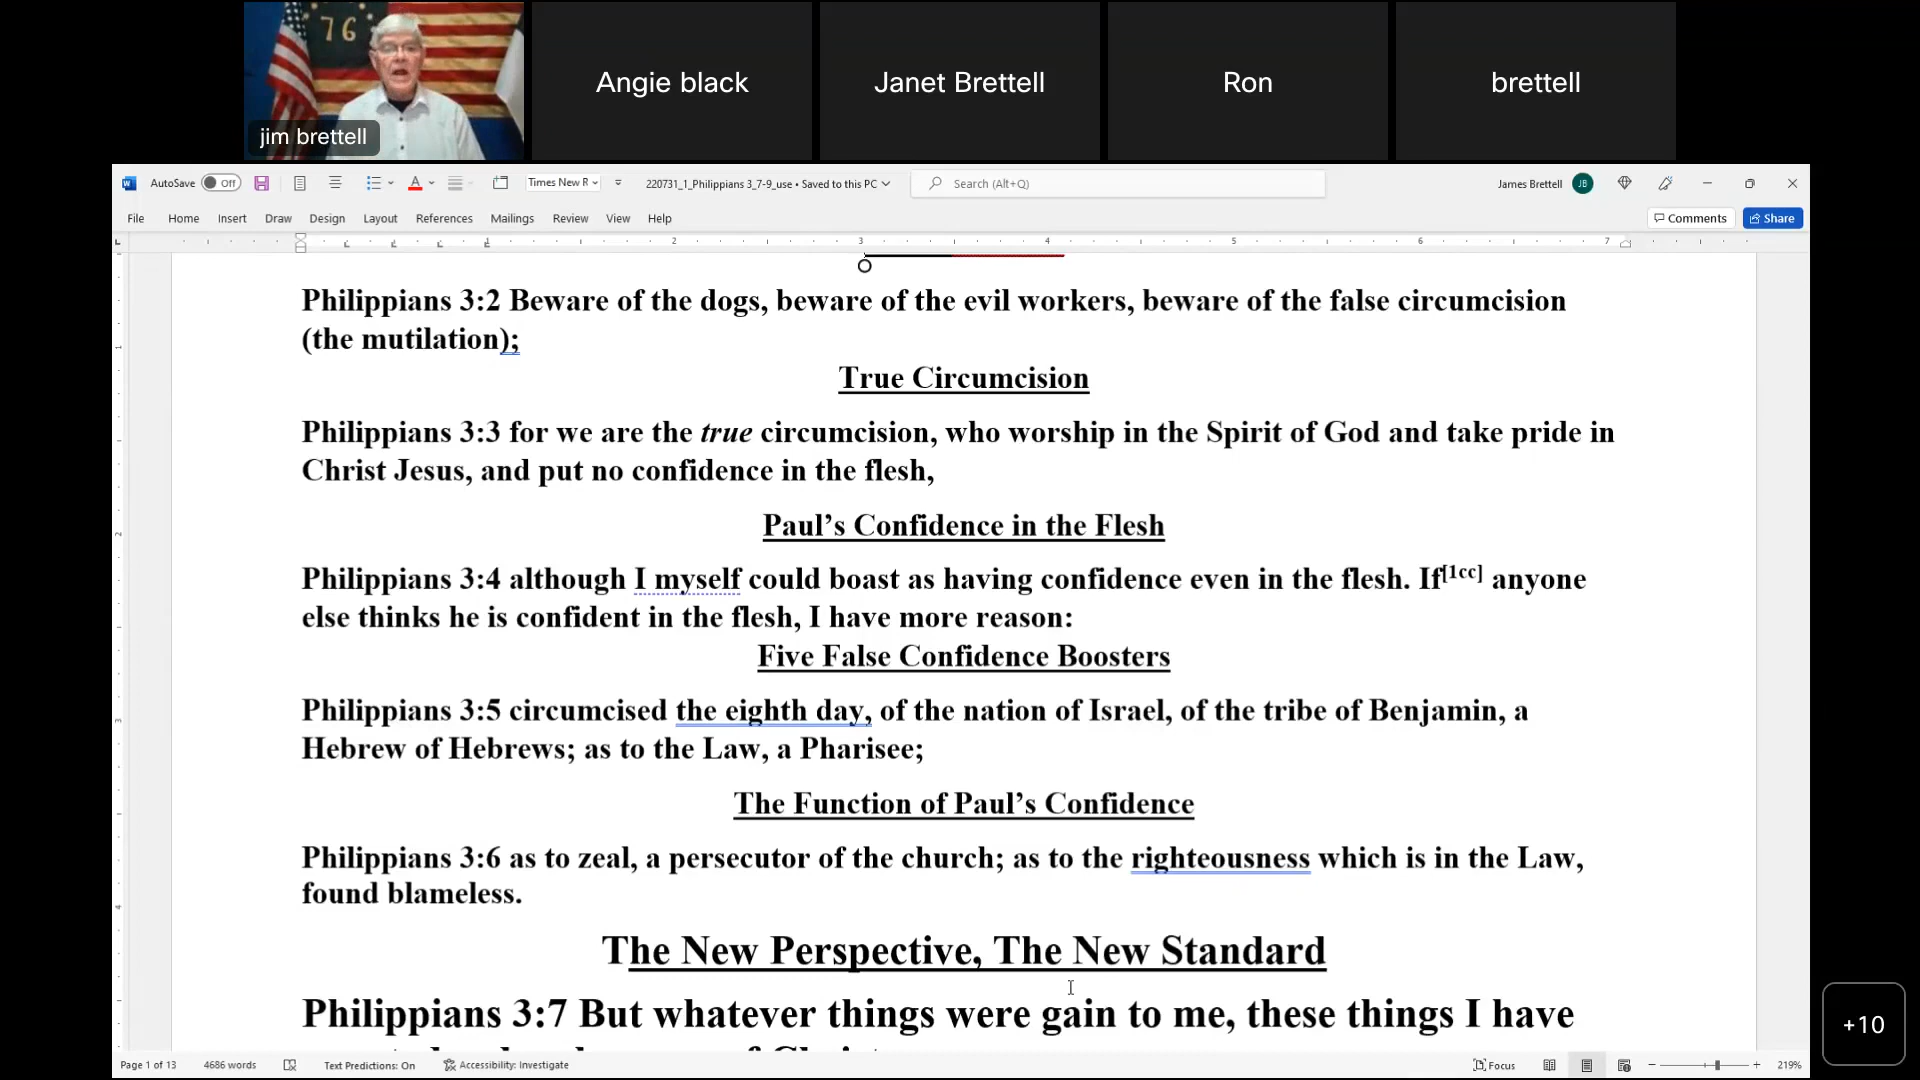 76
jim brettell
Angie black
Janet Brettell
Ron
brettell
AutoSave Off
Times New R
220731_1_Philippians 3_7-9_use • Saved to this PC
Search (Alt+Q)
James Brettell
JB
File Home Insert Draw Design Layout References Mailings Review View Help
Comments
Share
2 3 4 5 6 7
Philippians 3:2 Beware of the dogs, beware of the evil workers, beware of the false circumcision
(the mutilation);
True Circumcision
Philippians 3:3 for we are the true circumcision, who worship in the Spirit of God and take pride in
Christ Jesus, and put no confidence in the flesh,
Paul’s Confidence in the Flesh
Philippians 3:4 although I myself could boast as having confidence even in the flesh. If[1cc] anyone
else thinks he is confident in the flesh, I have more reason:
Five False Confidence Boosters
Philippians 3:5 circumcised the eighth day, of the nation of Israel, of the tribe of Benjamin, a
Hebrew of Hebrews; as to the Law, a Pharisee;
The Function of Paul’s Confidence
Philippians 3:6 as to zeal, a persecutor of the church; as to the righteousness which is in the Law,
found blameless.
The New Perspective, The New Standard
Philippians 3:7 But whatever things were gain to me, these things I have
+10
Page 1 of 13
4686 words
Text Predictions: On
Accessibility: Investigate
Focus
219%